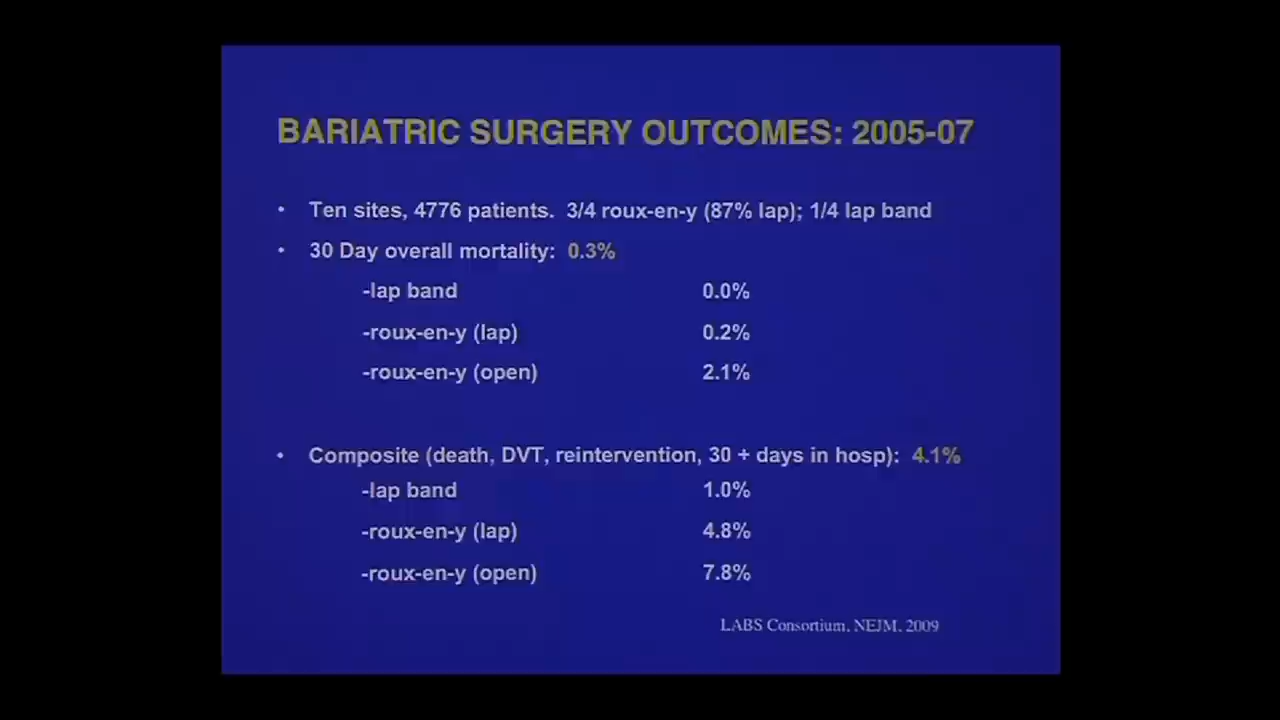 BARIATRIC SURGERY OUTCOMES: 2005-07
• Ten sites, 4776 patients. 3/4 roux-en-y (87% lap); 1/4 lap band
• 30 Day overall mortality: 0.3%
-lap band 0.0%
-roux-en-y (lap) 0.2%
-roux-en-y (open) 2.1%
• Composite (death, DVT, reintervention, 30 + days in hosp): 4.1%
-lap band 1.0%
-roux-en-y (lap) 4.8%
-roux-en-y (open) 7.8%
LABS Consortium, NEJM, 2009